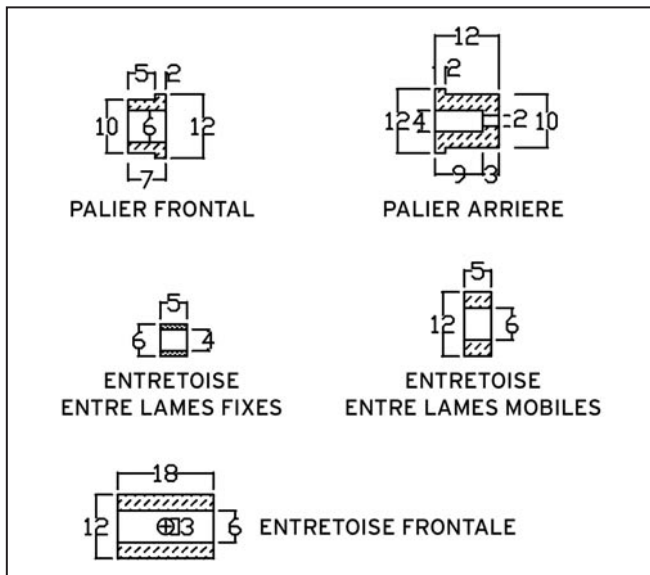 12
5 2
2
10 6 12
12 4 2 10
7
9 3
PALIER FRONTAL
PALIER ARRIERE
5
5
6 4
12 6
ENTRETOISE
ENTRE LAMES FIXES
ENTRETOISE
ENTRE LAMES MOBILES
18
12 3 6 ENTRETOISE FRONTALE